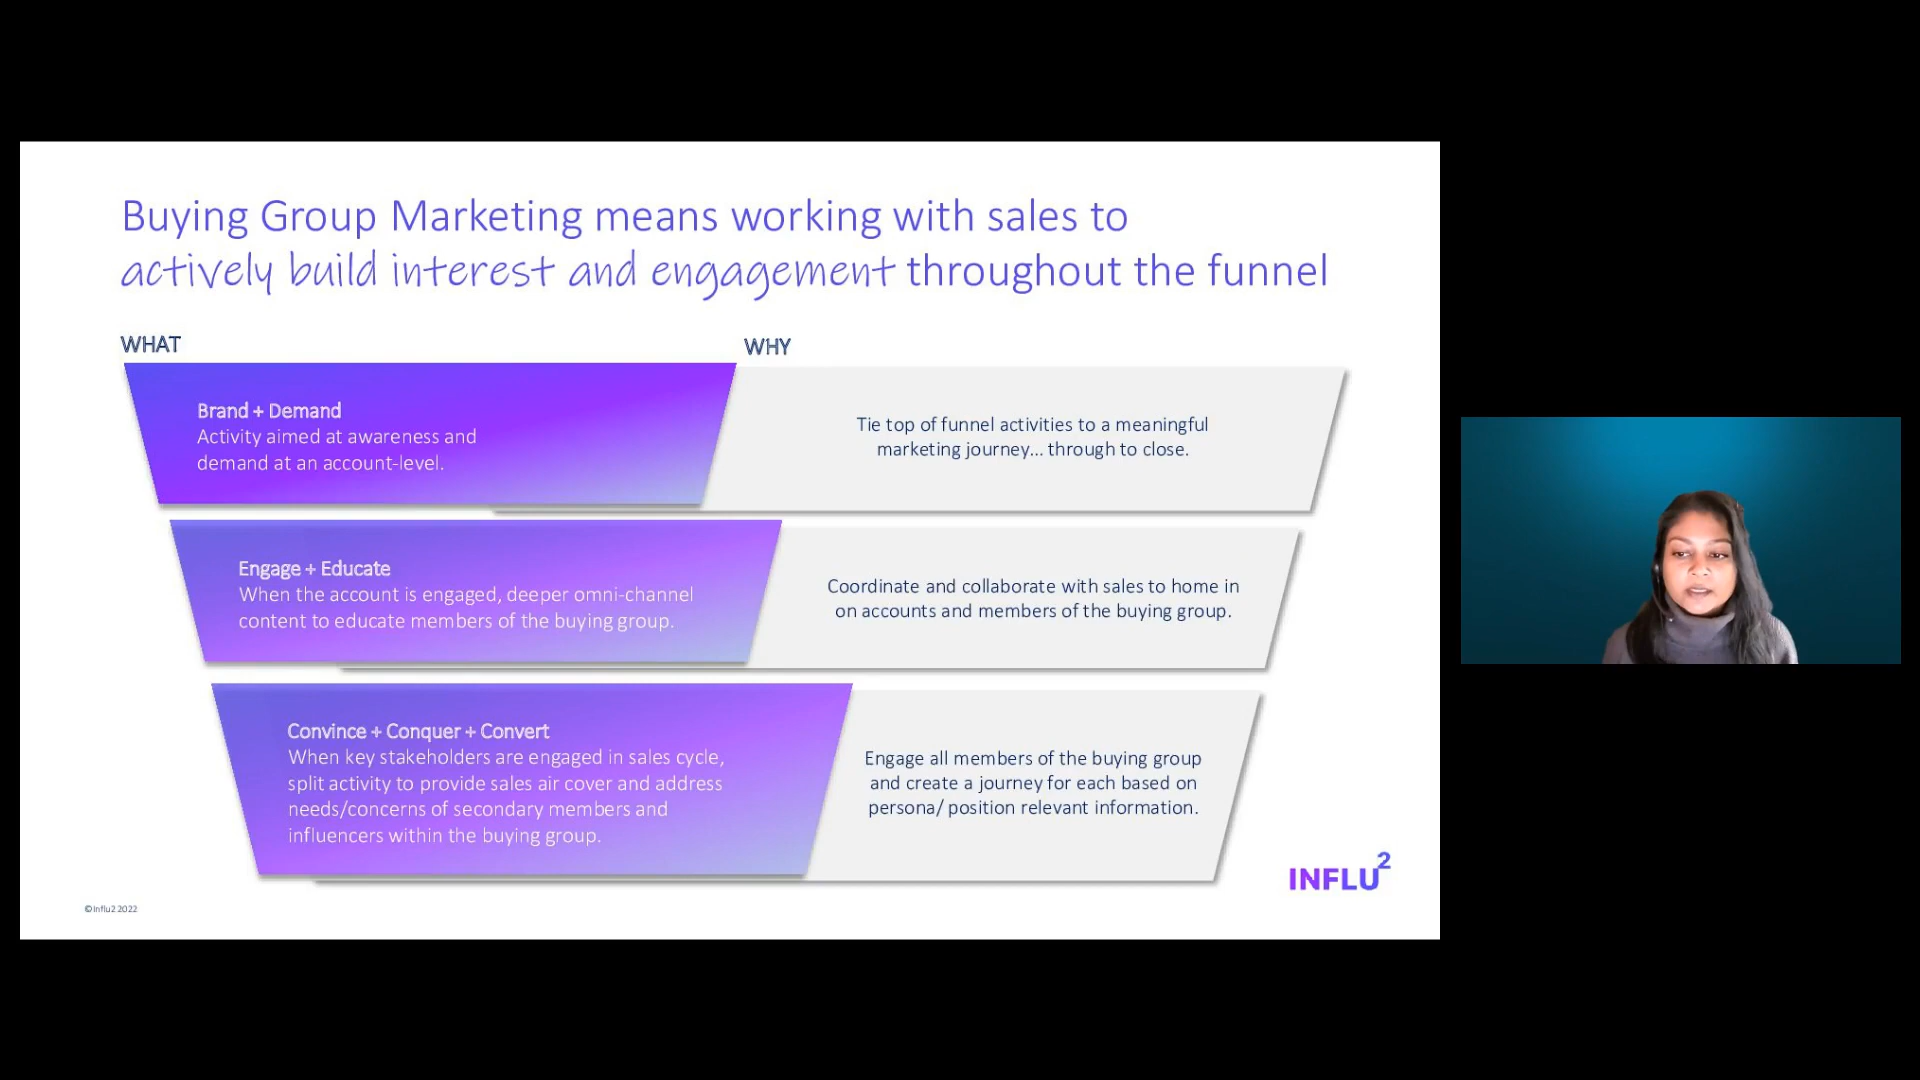 Buying Group Marketing means working with sales to
actively build interest and engagement throughout the funnel
WHAT
WHY
Brand + Demand
Activity aimed at awareness and
demand at an account-level.
Tie top of funnel activities to a meaningful
marketing journey... through to close.
Engage + Educate
When the account is engaged, deeper omni-channel
content to educate members of the buying group.
Coordinate and collaborate with sales to home in
on accounts and members of the buying group.
Convince + Conquer + Convert
When key stakeholders are engaged in sales cycle,
split activity to provide sales air cover and address
needs/concerns of secondary members and
influencers within the buying group.
Engage all members of the buying group
and create a journey for each based on
persona/ position relevant information.
INFLU2
©Influ2 2022